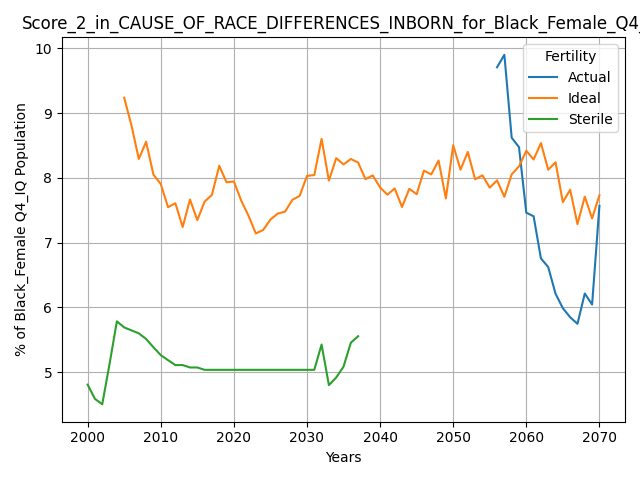 Score_2_in_CAUSE_OF_RACE_DIFFERENCES_INBORN_for_Black_Female_Q4_
Fertility
Actual
Ideal
Sterile
% of Black_Female Q4_IQ Population
10
9
8
7
6
5
2000 2010 2020 2030 2040 2050 2060 2070
Years